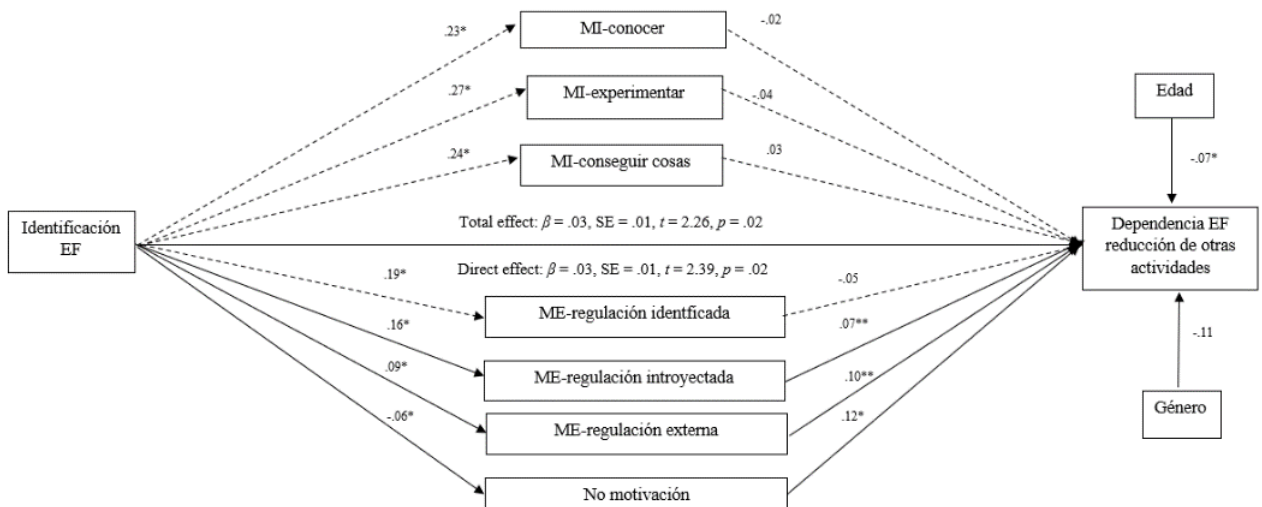 MI-conocer
.23*
-.02
MI-experimentar
.27*
-.04
Edad
MI-conseguir cosas
.24*
.03
-.07*
Identificación
EF
Total effect: β = .03, SE = .01, t = 2.26, p = .02
Direct effect: β = .03, SE = .01, t = 2.39, p = .02
Dependencia EF
reducción de otras
actividades
.19*
-.05
ME-regulación identficada
.16*
.07**
-.11
ME-regulación introyectada
.09*
.10**
Género
ME-regulación externa
-.06*
.12*
No motivación